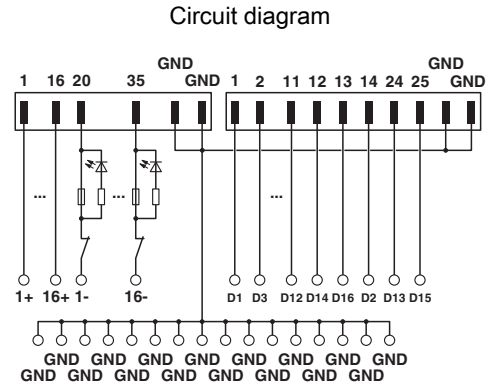 Circuit diagram
GND GND
1 16 20 35 GND 1 2 11 12 13 14 24 25 GND
... ... ...
1+ 16+ 1- 16- D1 D3 D12 D14 D16 D2 D13 D15
GND GND GND GND GND GND GND GND
GND GND GND GND GND GND GND GND